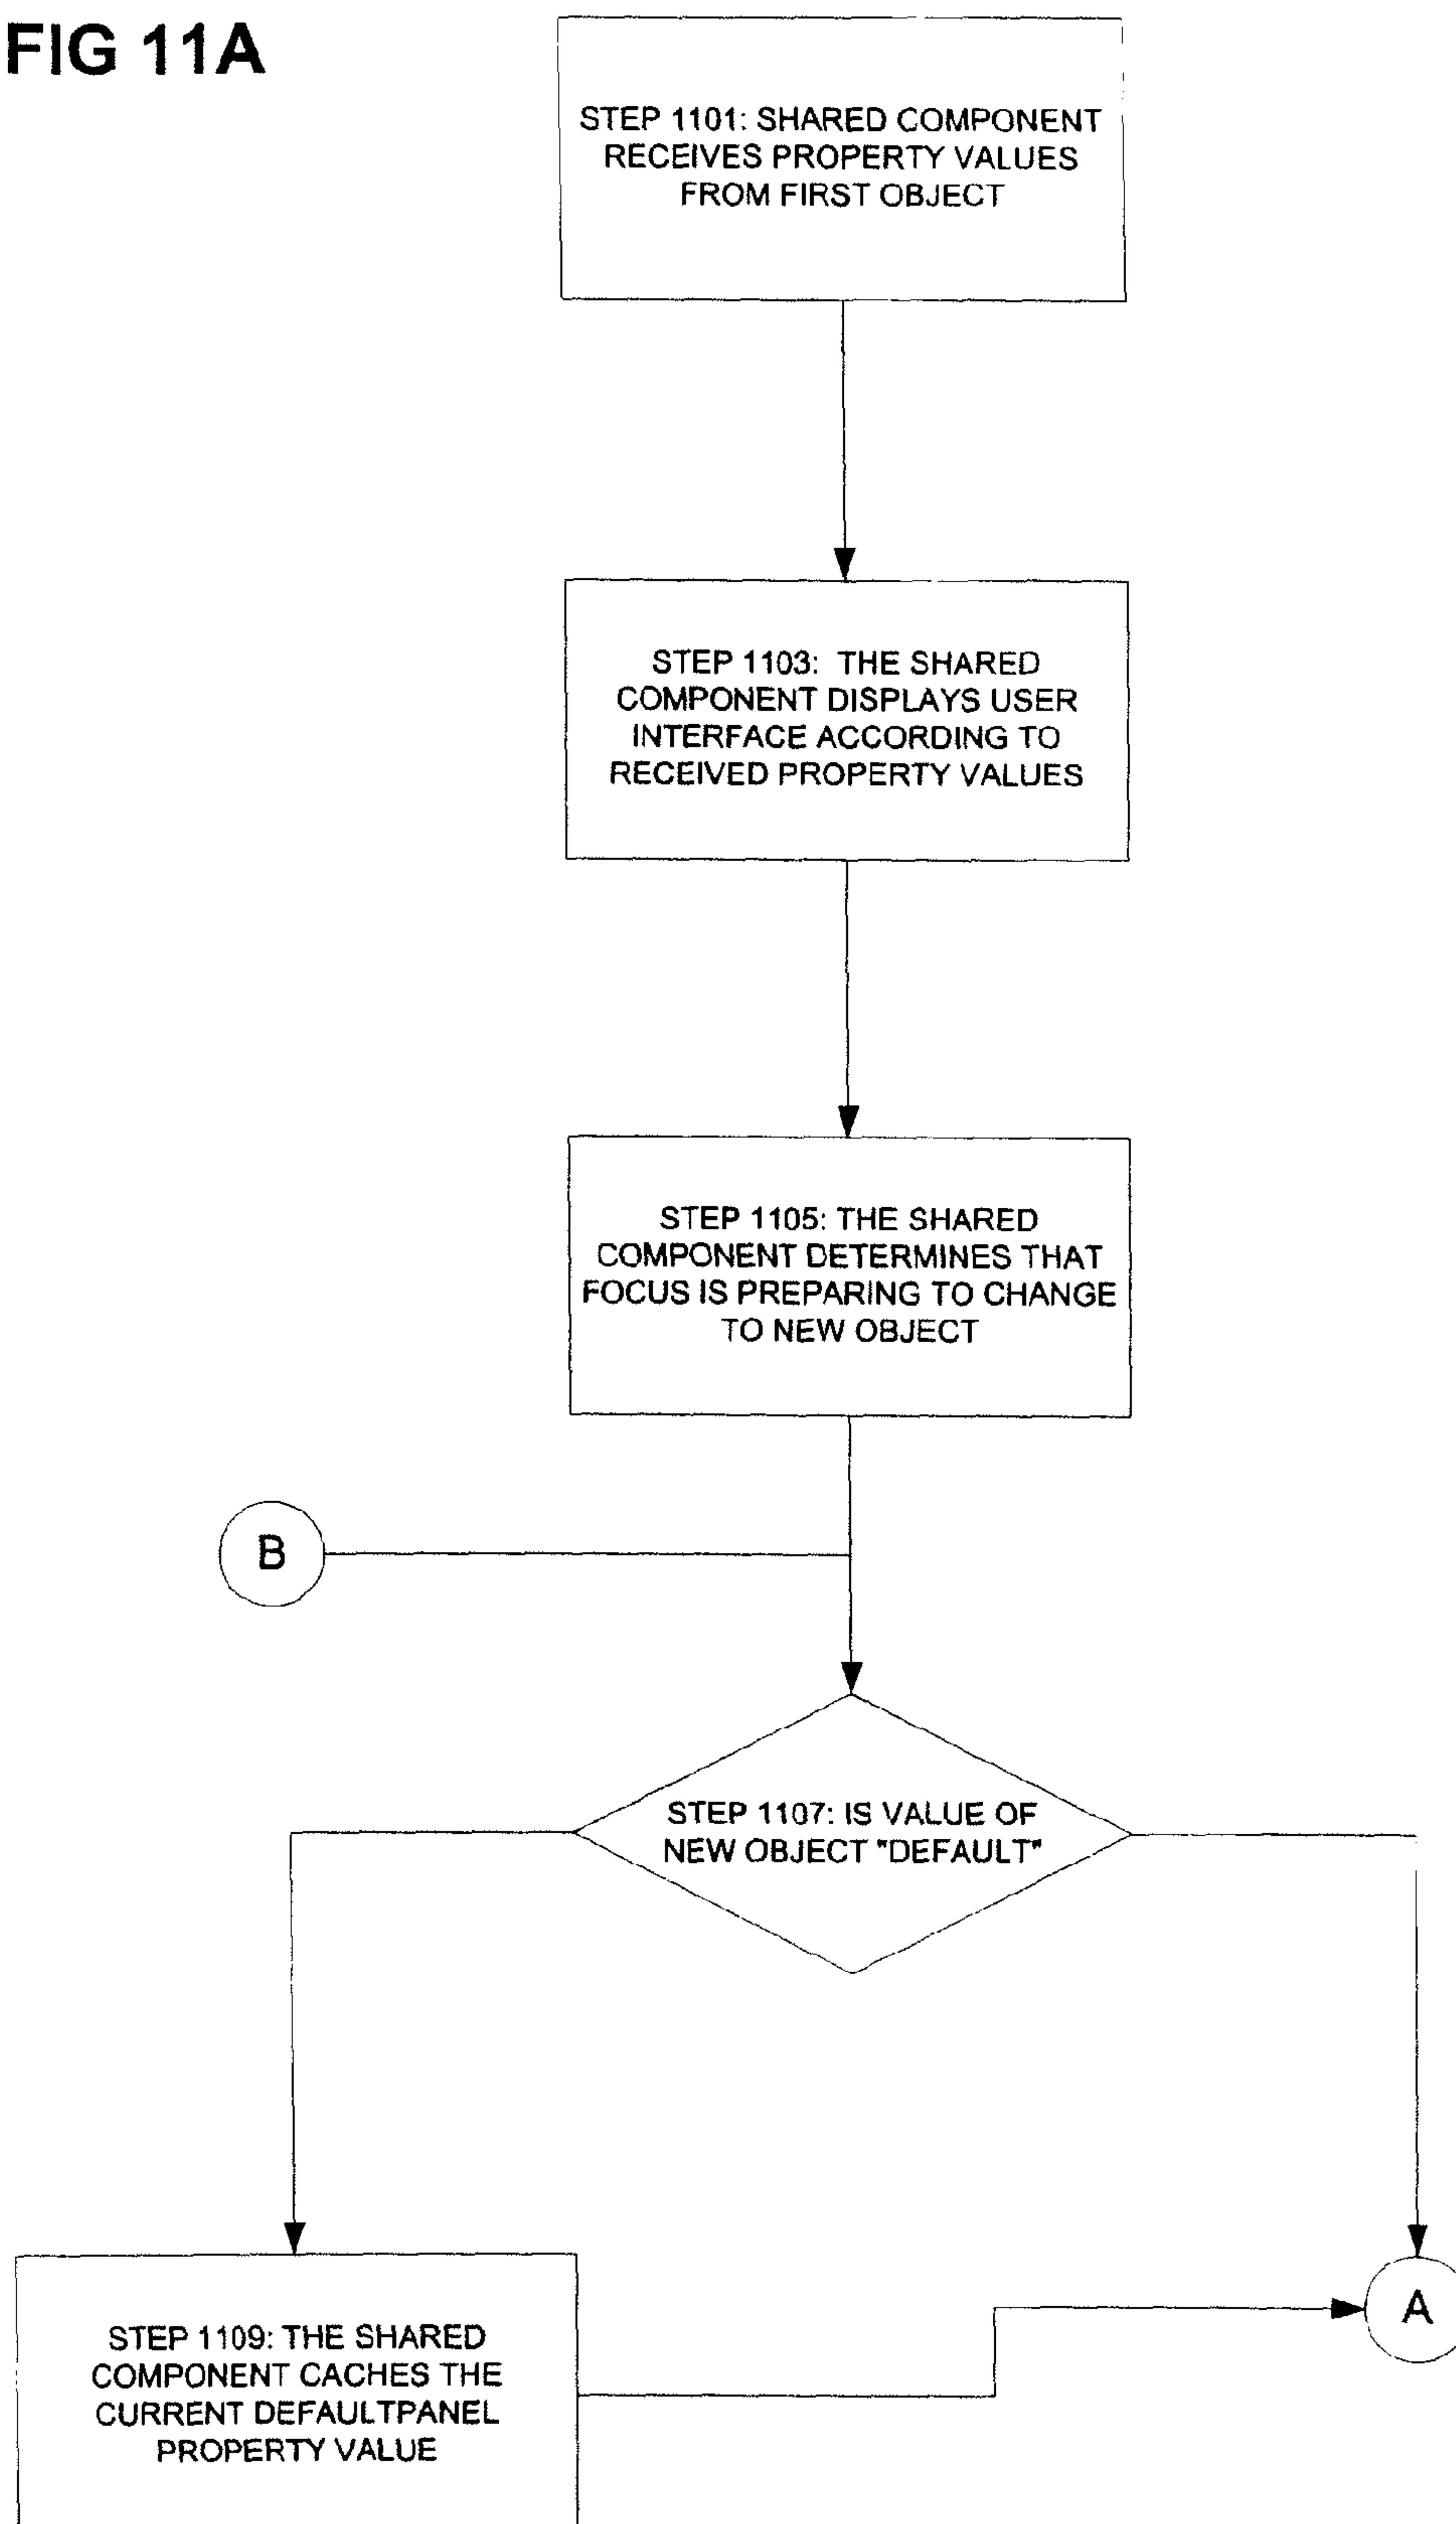 FIG 11A
STEP 1101: SHARED COMPONENT
RECEIVES PROPERTY VALUES
FROM FIRST OBJECT
STEP 1103: THE SHARED
COMPONENT DISPLAYS USER
INTERFACE ACCORDING TO
RECEIVED PROPERTY VALUES
STEP 1105: THE SHARED
COMPONENT DETERMINES THAT
FOCUS IS PREPARING TO CHANGE
TO NEW OBJECT
B
STEP 1107: IS VALUE OF
NEW OBJECT "DEFAULT"
A
STEP 1109: THE SHARED
COMPONENT CACHES THE
CURRENT DEFAULTPANEL
PROPERTY VALUE